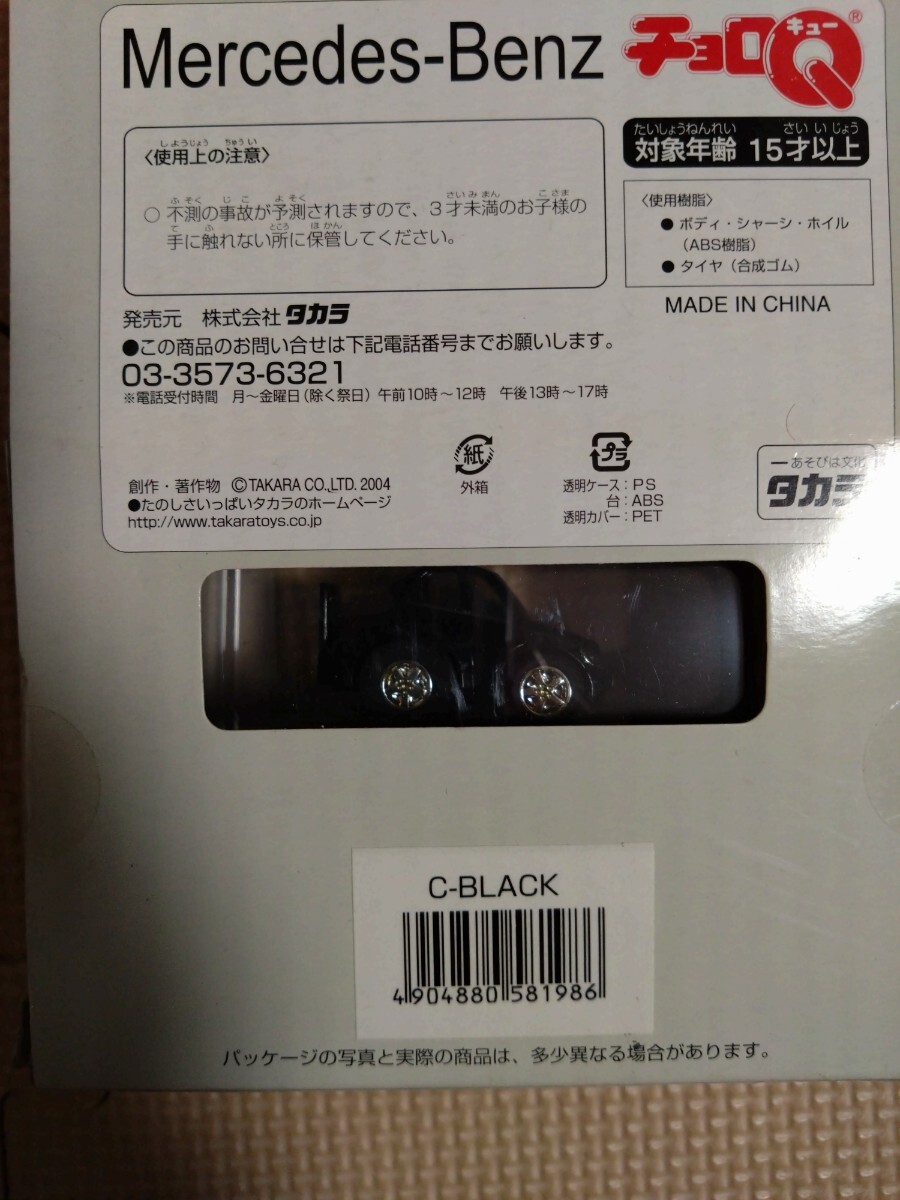 Mercedes-Benz チョロQ キュー ®
〈使用上の注意〉
しようじょう ちゅうい
○ 不測の事故が予測されますので、3才未満のお子様の
ふそく じこ よそく さいみまん こさま
手に触れない所に保管してください。
て ふ ところ ほかん
たいしょうねんれい さいいじょう
対象年齢 15才以上
〈使用樹脂〉
● ボディ・シャーシ・ホイル
(ABS樹脂)
● タイヤ(合成ゴム)
MADE IN CHINA
発売元 株式会社 タカラ
●この商品のお問い合せは下記電話番号までお願いします。
03-3573-6321
※電話受付時間 月〜金曜日(除く祭日) 午前10時〜12時 午後13時〜17時
創作・著作物 ©TAKARA CO.,LTD. 2004
●たのしさいっぱいタカラのホームページ
http://www.takaratoys.co.jp
紙
外箱
プラ
透明ケース:PS
台:ABS
透明カバー:PET
あそびは文化
タカラ
C-BLACK
4 904880 581986
パッケージの写真と実際の商品は、多少異なる場合があります。